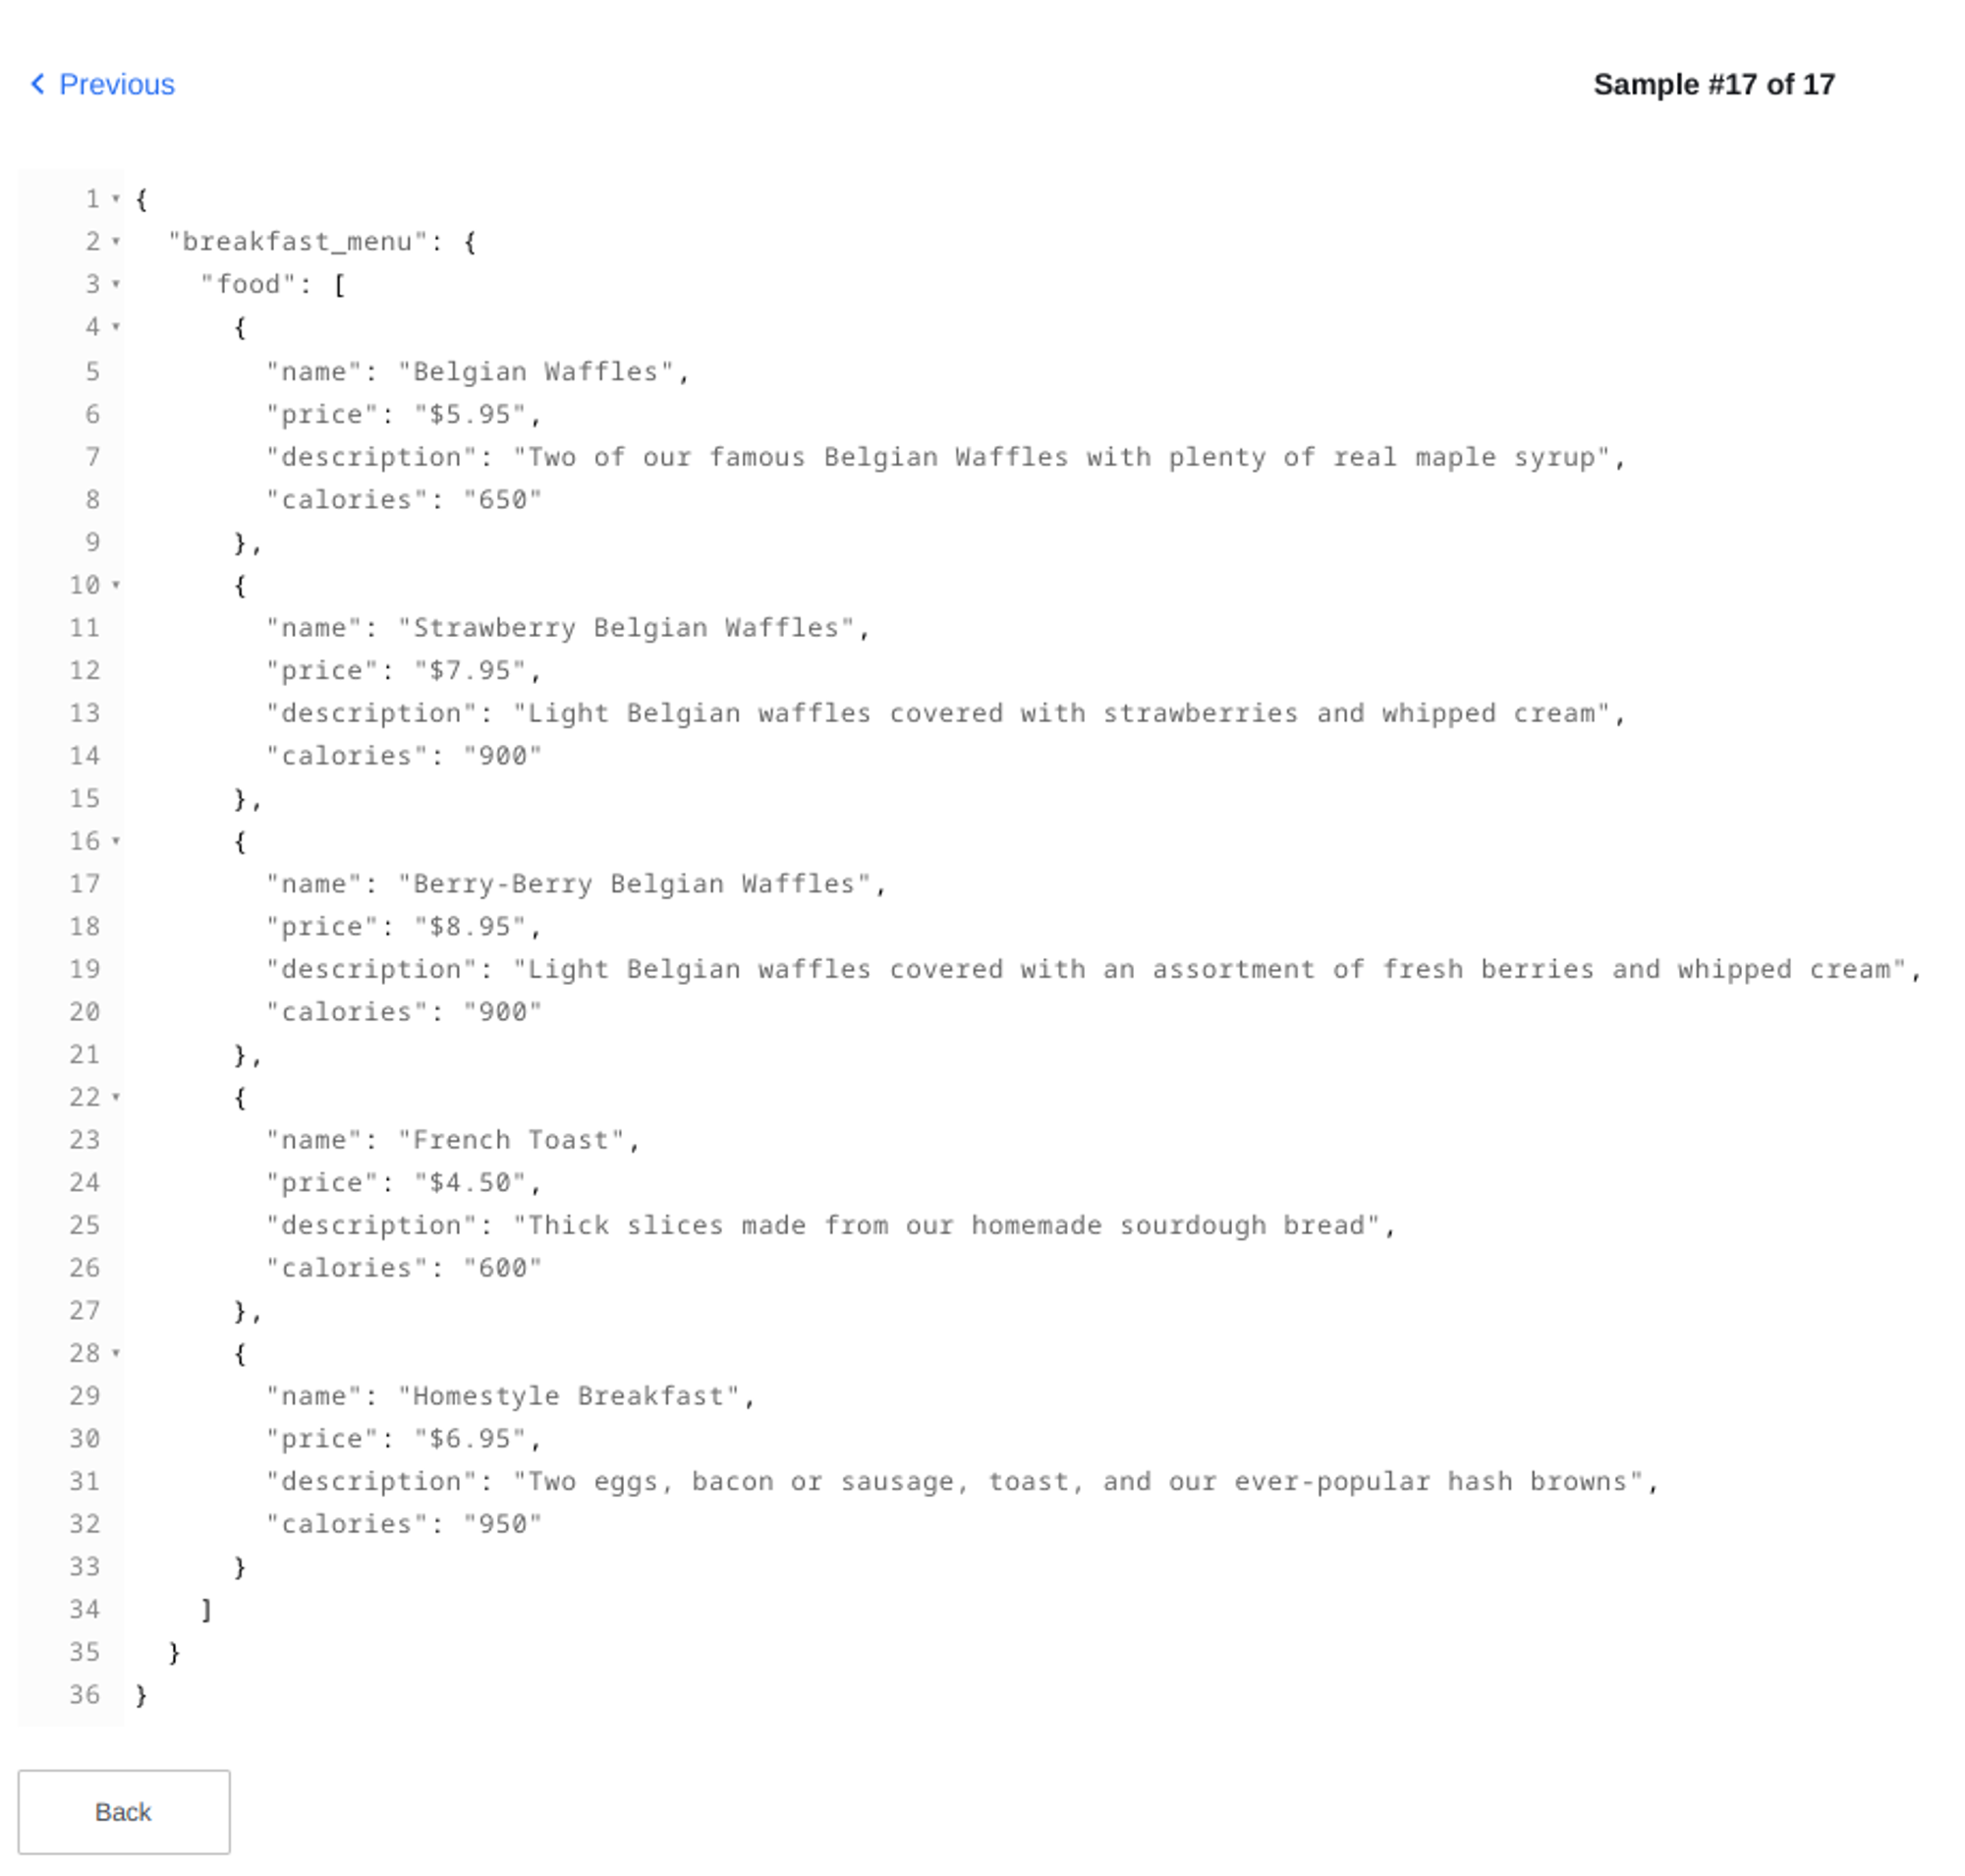 Previous
Sample #17 of 17
1 {
2   "breakfast_menu": {
3     "food": [
4       {
5         "name": "Belgian Waffles",
6         "price": "$5.95",
7         "description": "Two of our famous Belgian Waffles with plenty of real maple syrup",
8         "calories": "650"
9       },
10       {
11         "name": "Strawberry Belgian Waffles",
12         "price": "$7.95",
13         "description": "Light Belgian waffles covered with strawberries and whipped cream",
14         "calories": "900"
15       },
16       {
17         "name": "Berry-Berry Belgian Waffles",
18         "price": "$8.95",
19         "description": "Light Belgian waffles covered with an assortment of fresh berries and whipped cream",
20         "calories": "900"
21       },
22       {
23         "name": "French Toast",
24         "price": "$4.50",
25         "description": "Thick slices made from our homemade sourdough bread",
26         "calories": "600"
27       },
28       {
29         "name": "Homestyle Breakfast",
30         "price": "$6.95",
31         "description": "Two eggs, bacon or sausage, toast, and our ever-popular hash browns",
32         "calories": "950"
33       }
34     ]
35   }
36 }
Back